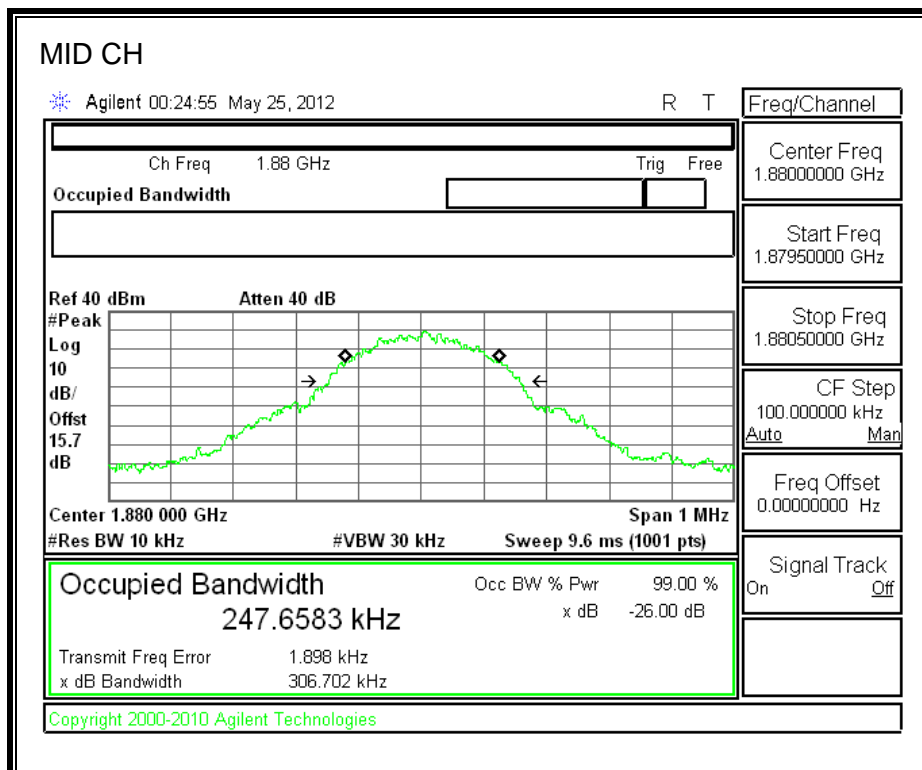 MID CH
Agilent 00:24:55 May 25, 2012 R T
Ch Freq 1.88 GHz Trig Free
Occupied Bandwidth
Ref 40 dBm Atten 40 dB
#Peak
Log
10
dB/
Offst
15.7
dB
Center 1.880 000 GHz Span 1 MHz
#Res BW 10 kHz #VBW 30 kHz Sweep 9.6 ms (1001 pts)
Occupied Bandwidth Occ BW % Pwr 99.00 %
247.6583 kHz x dB -26.00 dB
Transmit Freq Error 1.898 kHz
x dB Bandwidth 306.702 kHz
Copyright 2000-2010 Agilent Technologies
Freq/Channel
Center Freq
1.88000000 GHz
Start Freq
1.87950000 GHz
Stop Freq
1.88050000 GHz
CF Step
100.000000 kHz
Auto Man
Freq Offset
0.00000000 Hz
Signal Track
On Off